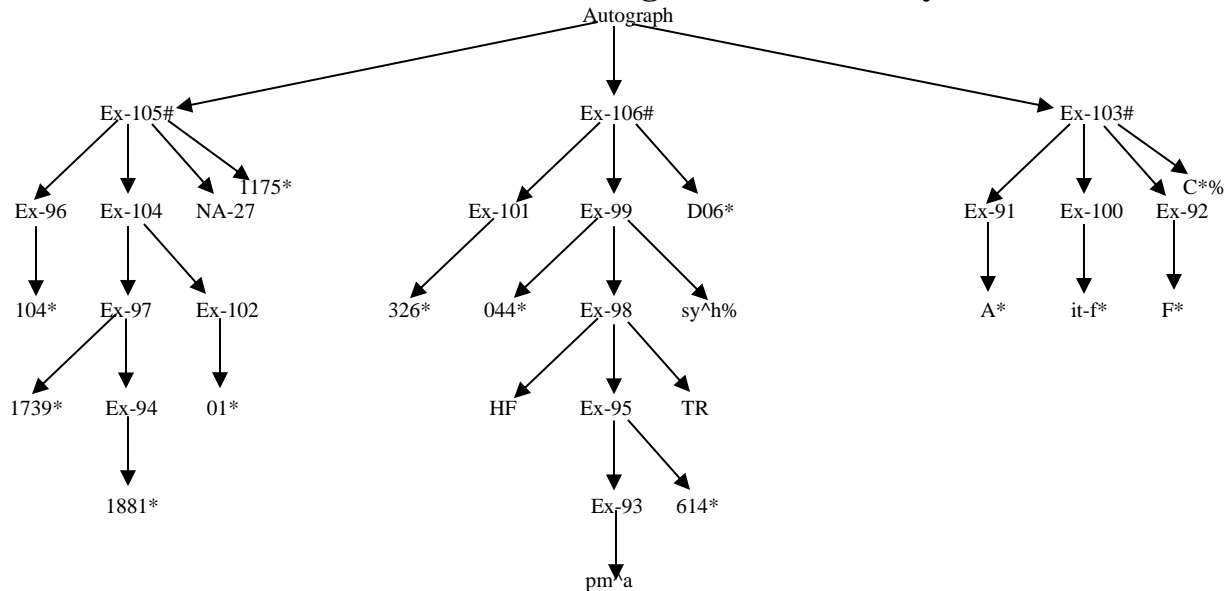 Autograph
Ex-105# Ex-106# Ex-103#
1175* C*%
Ex-96 Ex-104 NA-27 Ex-101 Ex-99 D06* Ex-91 Ex-100 Ex-92
104* Ex-97 Ex-102 326* 044* Ex-98 sy^h% A* it-f* F*
1739* Ex-94 01* HF Ex-95 TR
1881* Ex-93 614*
pm^a